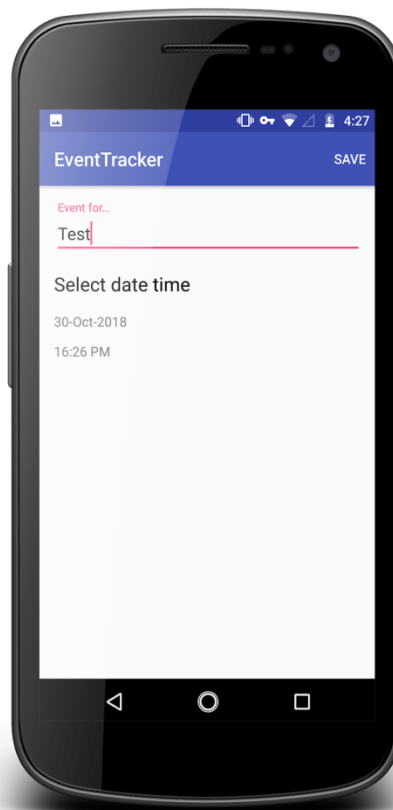 4:27
EventTracker SAVE
Event for...
Test
Select date time
30-Oct-2018
16:26 PM